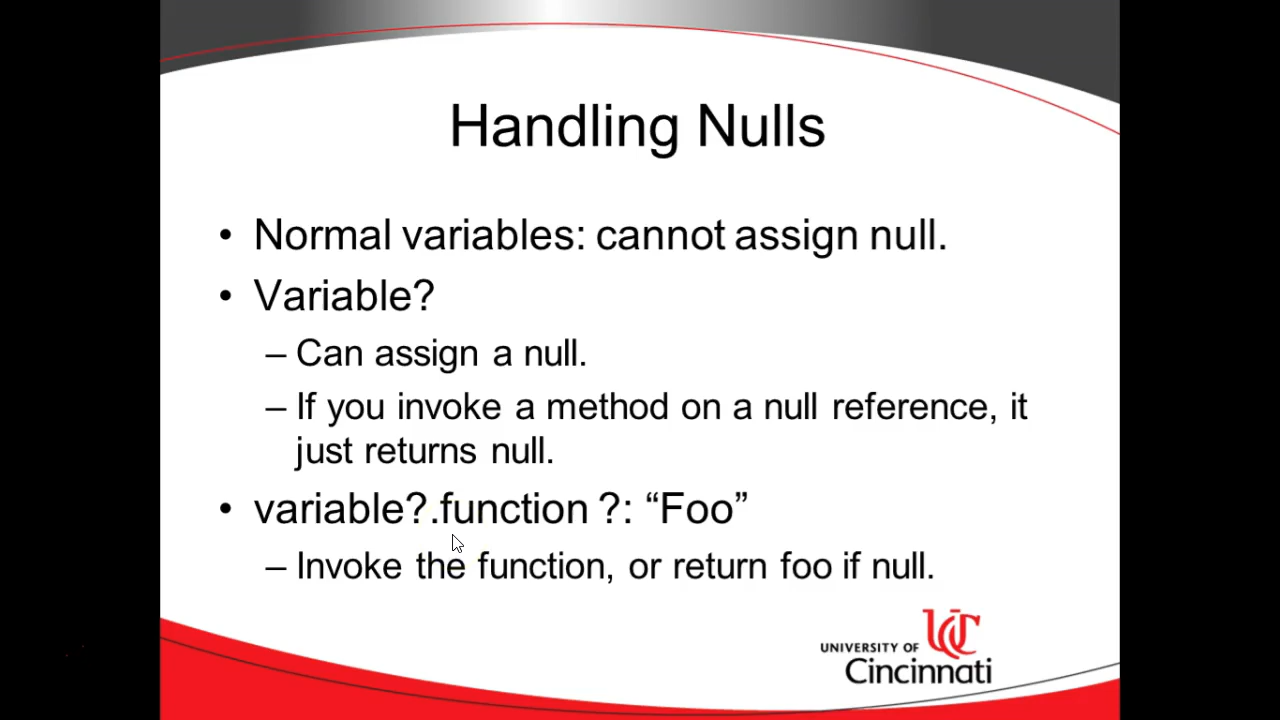 Handling Nulls
• Normal variables: cannot assign null.
• Variable?
– Can assign a null.
– If you invoke a method on a null reference, it
just returns null.
• variable?.function ?: “Foo”
– Invoke the function, or return foo if null.
UC
UNIVERSITY OF
Cincinnati